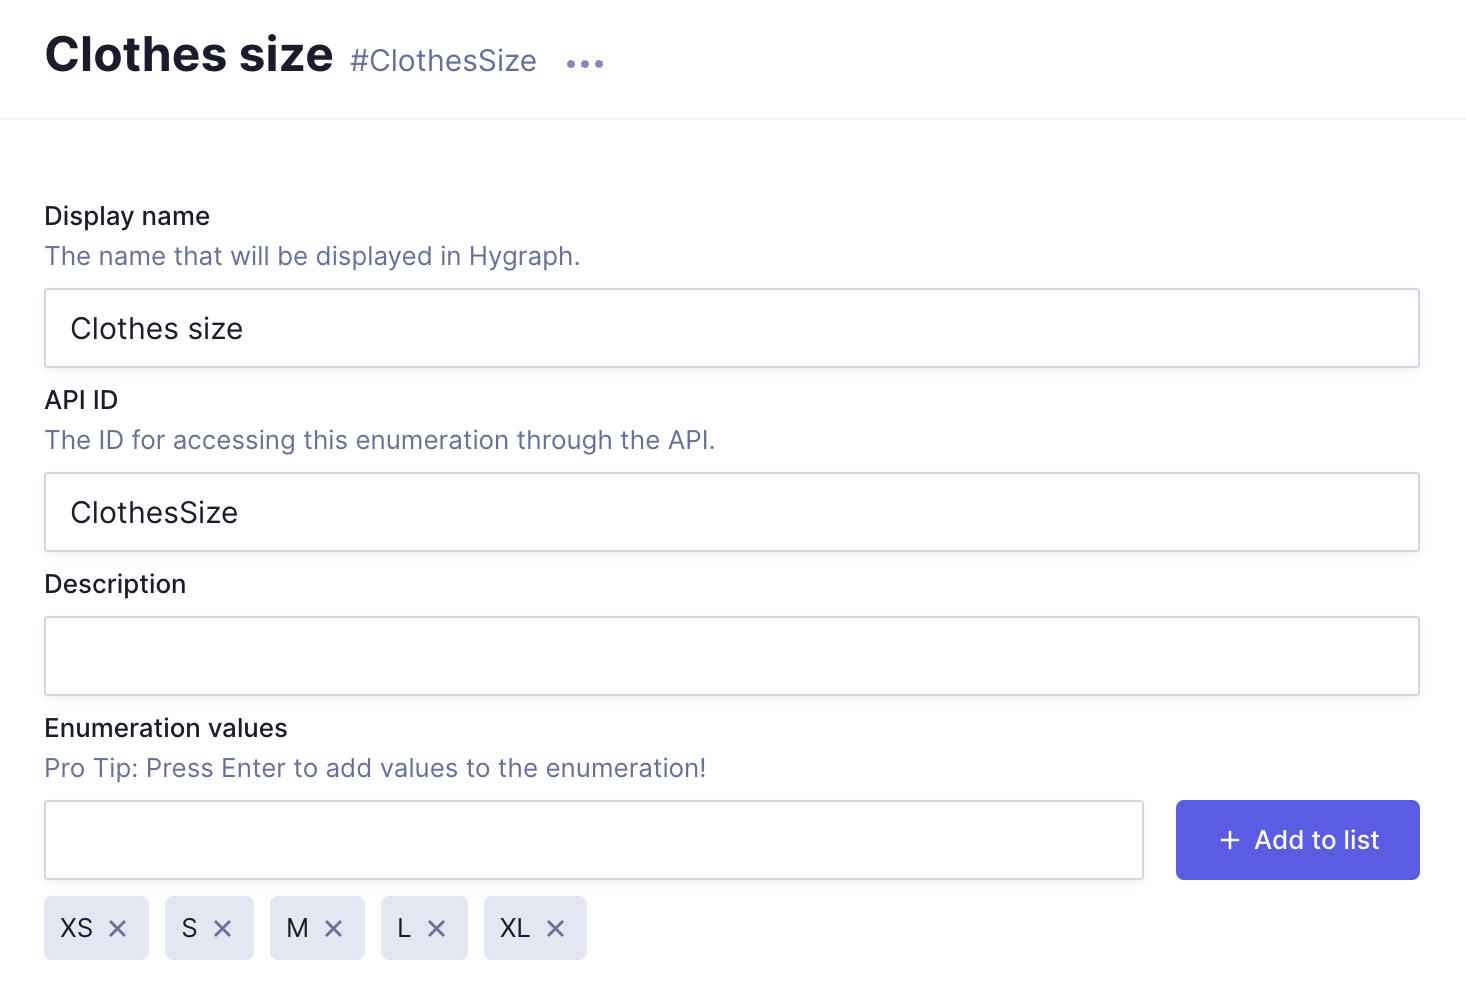 Clothes size #ClothesSize
Display name
The name that will be displayed in Hygraph.
Clothes size
API ID
The ID for accessing this enumeration through the API.
ClothesSize
Description
Enumeration values
Pro Tip: Press Enter to add values to the enumeration!
+ Add to list
XS S M L XL